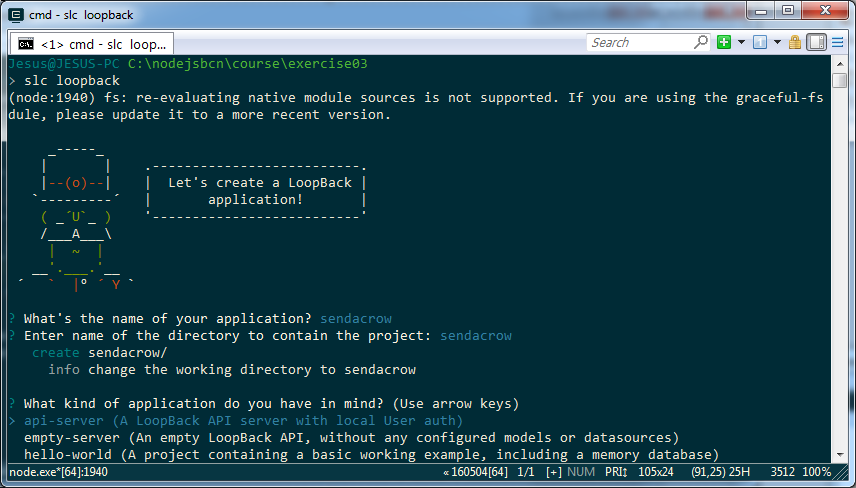 cmd - slc loopback
<1> cmd - slc loop...
Search
Jesus@JESUS-PC C:\nodejsbcn\course\exercise03
> slc loopback
(node:1940) fs: re-evaluating native module sources is not supported. If you are using the graceful-fs
dule, please update it to a more recent version.
     _-----_
    |       |    .--------------------------.
    |--(o)--|    |  Let's create a LoopBack |
   `---------´   |       application!       |
    ( _´U`_ )    '--------------------------'
    /___A___\
     |  ~  |
   __'.___.'__
 ´   `  |° ´ Y `
? What's the name of your application? sendacrow
? Enter name of the directory to contain the project: sendacrow
   create sendacrow/
     info change the working directory to sendacrow
? What kind of application do you have in mind? (Use arrow keys)
> api-server (A LoopBack API server with local User auth)
  empty-server (An empty LoopBack API, without any configured models or datasources)
  hello-world (A project containing a basic working example, including a memory database)
node.exe*[64]:1940 « 160504[64] 1/1 [+] NUM PRI↕ 105x24 (91,25) 25H 3512 100%